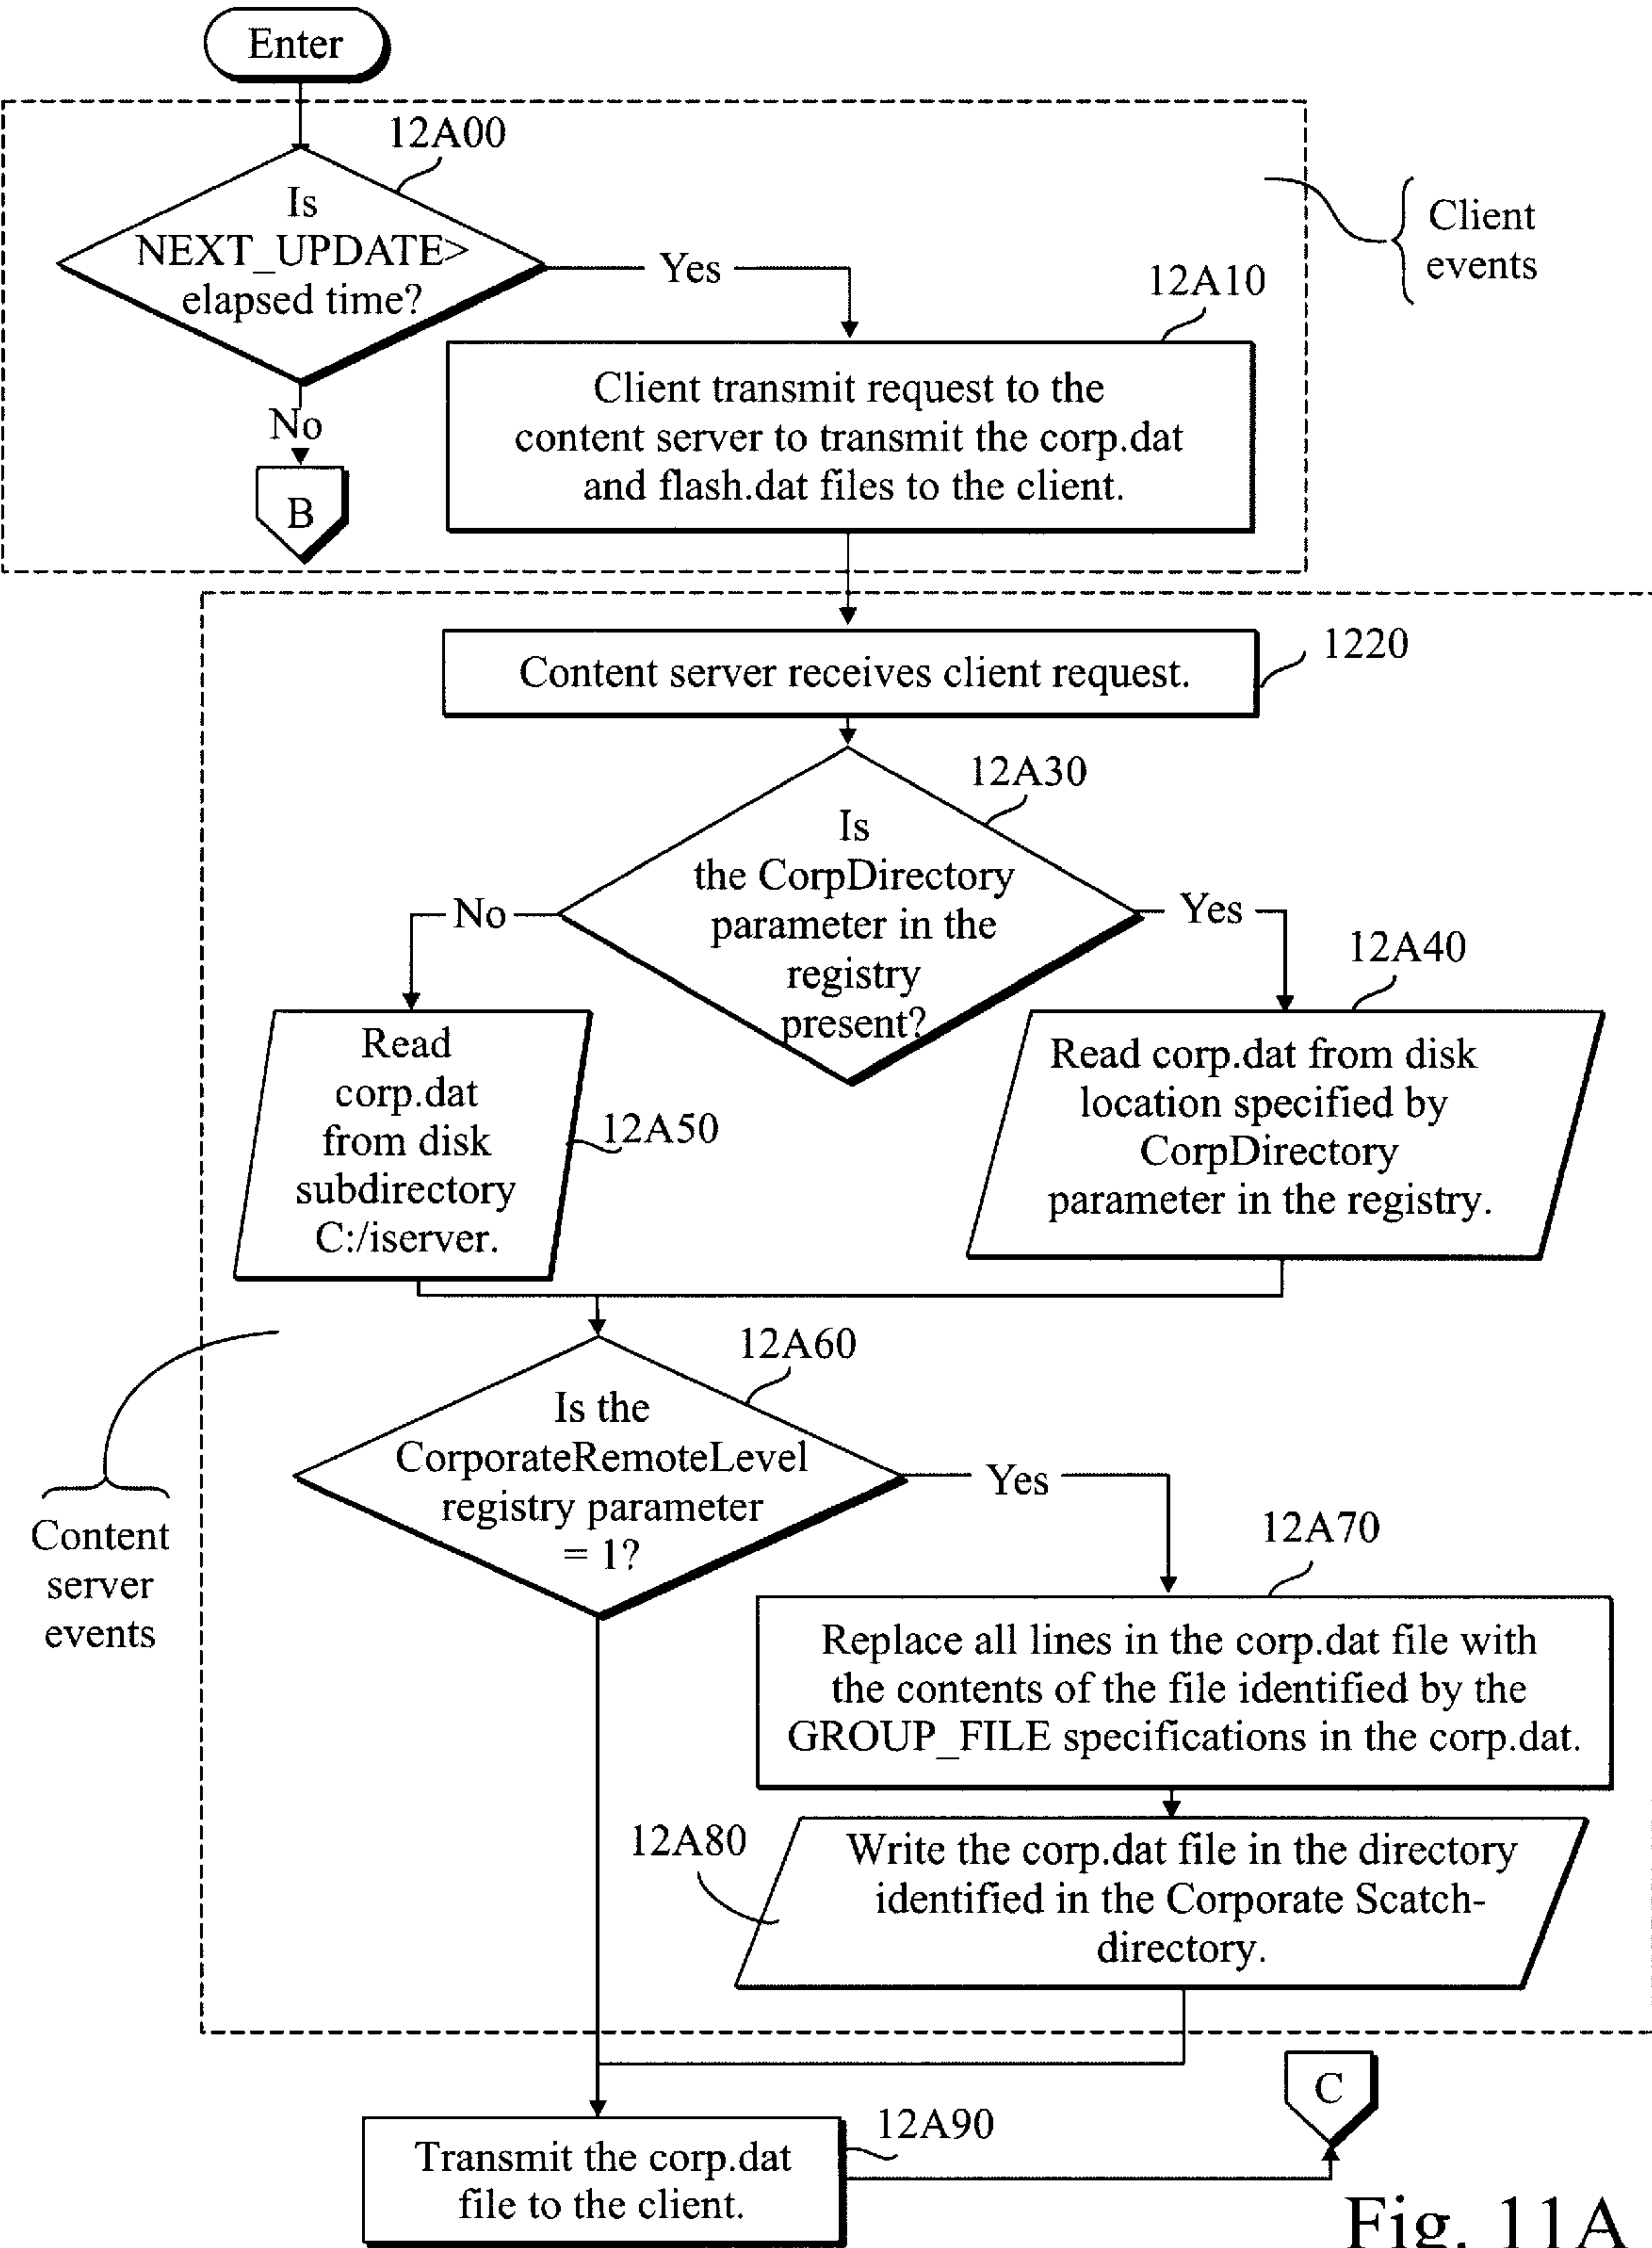 Enter
12A00
Is
NEXT_UPDATE>
elapsed time?
Yes
Client
events
12A10
Client transmit request to the
content server to transmit the corp.dat
and flash.dat files to the client.
No
B
Content server receives client request.
1220
12A30
Is
the CorpDirectory
parameter in the
registry
present?
No
Yes
12A40
Read
corp.dat
from disk
subdirectory
C:/iserver.
12A50
Read corp.dat from disk
location specified by
CorpDirectory
parameter in the registry.
12A60
Is the
CorporateRemoteLevel
registry parameter
= 1?
Yes
Content
server
events
12A70
Replace all lines in the corp.dat file with
the contents of the file identified by the
GROUP_FILE specifications in the corp.dat.
12A80
Write the corp.dat file in the directory
identified in the Corporate Scatch-
directory.
C
12A90
Transmit the corp.dat
file to the client.
Fig. 11A